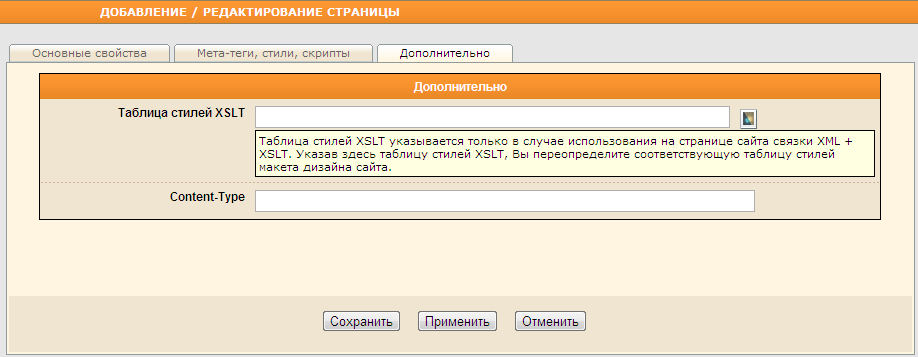 ДОБАВЛЕНИЕ / РЕДАКТИРОВАНИЕ СТРАНИЦЫ
Основные свойства Мета-теги, стили, скрипты Дополнительно
Дополнительно
Таблица стилей XSLT
Таблица стилей XSLT указывается только в случае использования на странице сайта связки XML +
XSLT. Указав здесь таблицу стилей XSLT, Вы переопределите соответствующую таблицу стилей
макета дизайна сайта.
Content-Type
Сохранить Применить Отменить